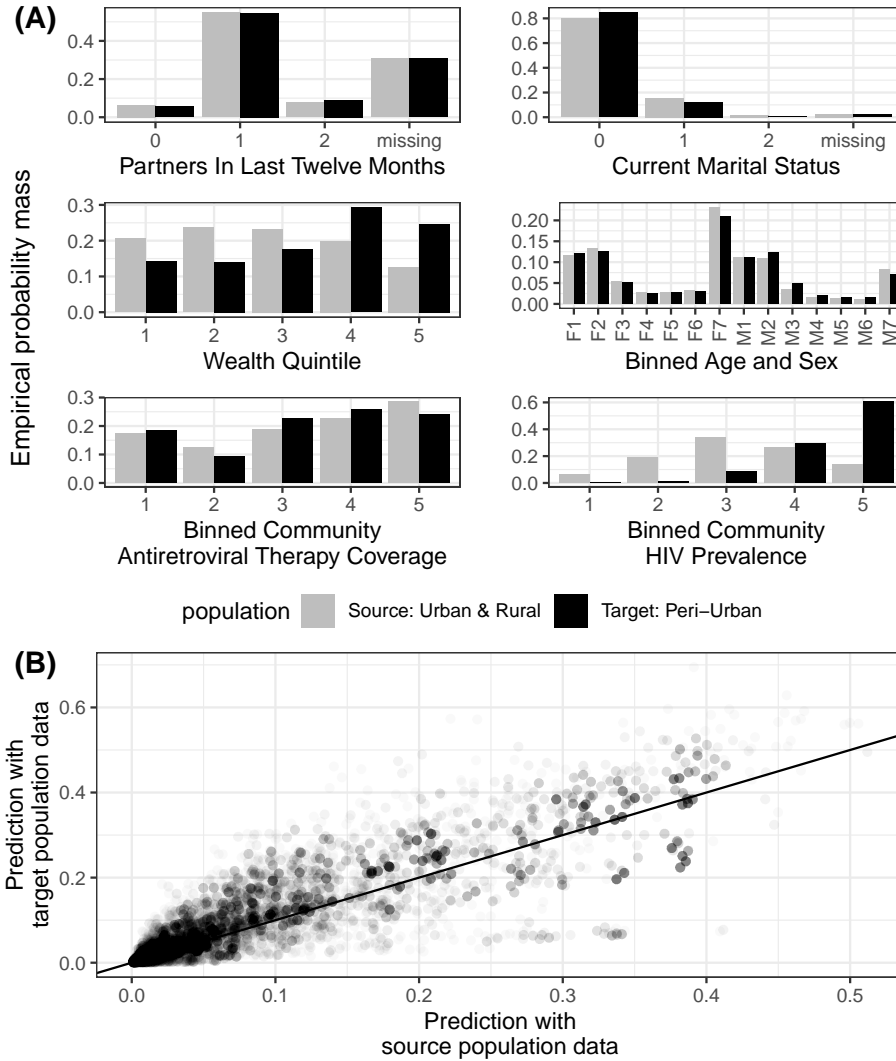 (A)
Empirical probability mass
0.4
0.2
0.0
0
1
2
missing
Partners In Last Twelve Months
0.8
0.6
0.4
0.2
0.0
0
1
2
missing
Current Marital Status
0.3
0.2
0.1
0.0
1
2
3
4
5
Wealth Quintile
0.20
0.15
0.10
0.05
0.00
F1
F2
F3
F4
F5
F6
F7
M1
M2
M3
M4
M5
M6
M7
Binned Age and Sex
0.3
0.2
0.1
0.0
1
2
3
4
5
Binned Community
Antiretroviral Therapy Coverage
0.6
0.4
0.2
0.0
1
2
3
4
5
Binned Community
HIV Prevalence
population Source: Urban & Rural Target: Peri−Urban
(B)
Prediction with
target population data
0.6
0.4
0.2
0.0
0.0
0.1
0.2
0.3
0.4
0.5
Prediction with
source population data